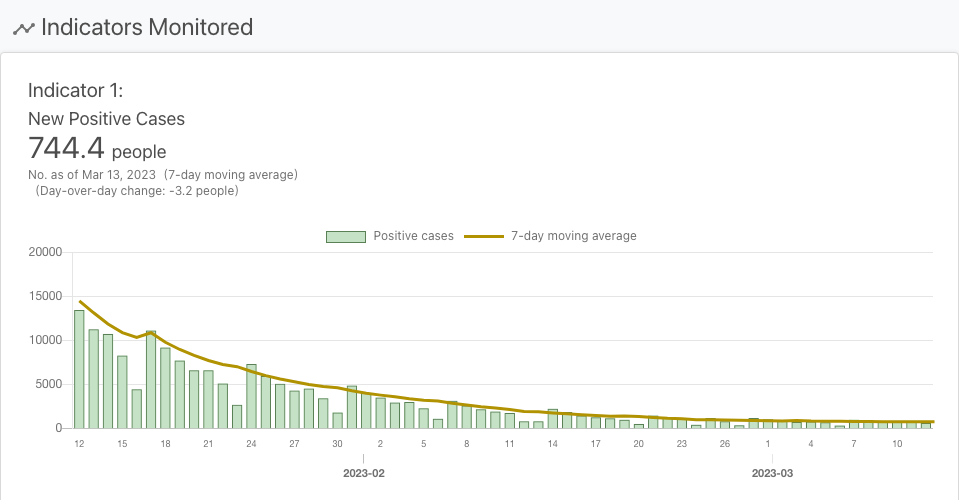 Indicators Monitored
Indicator 1:
New Positive Cases
744.4 people
No. as of Mar 13, 2023 (7-day moving average)
(Day-over-day change: -3.2 people)
Positive cases 7-day moving average
20000
15000
10000
5000
0
12 15 18 21 24 27 30 2 5 8 11 14 17 20 23 26 1 4 7 10
2023-02 2023-03